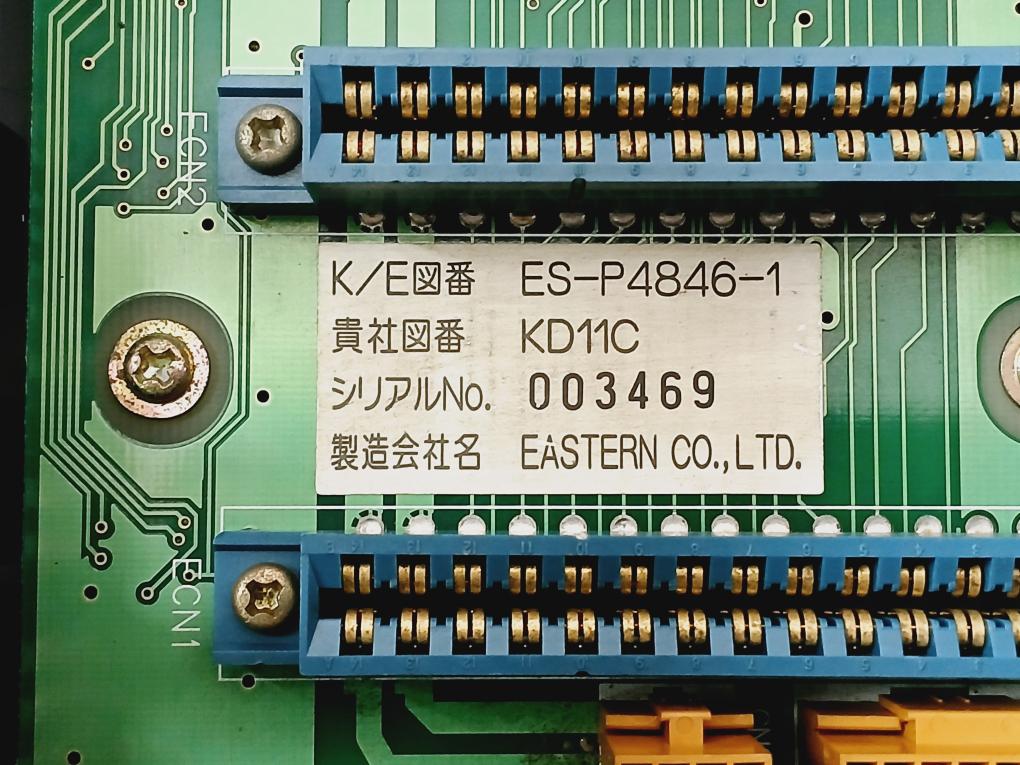 ECN2
K/E図番 ES-P4846-1
貴社図番 KD11C
シリアルNo. 003469
製造会社名 EASTERN CO.,LTD.
ECN1